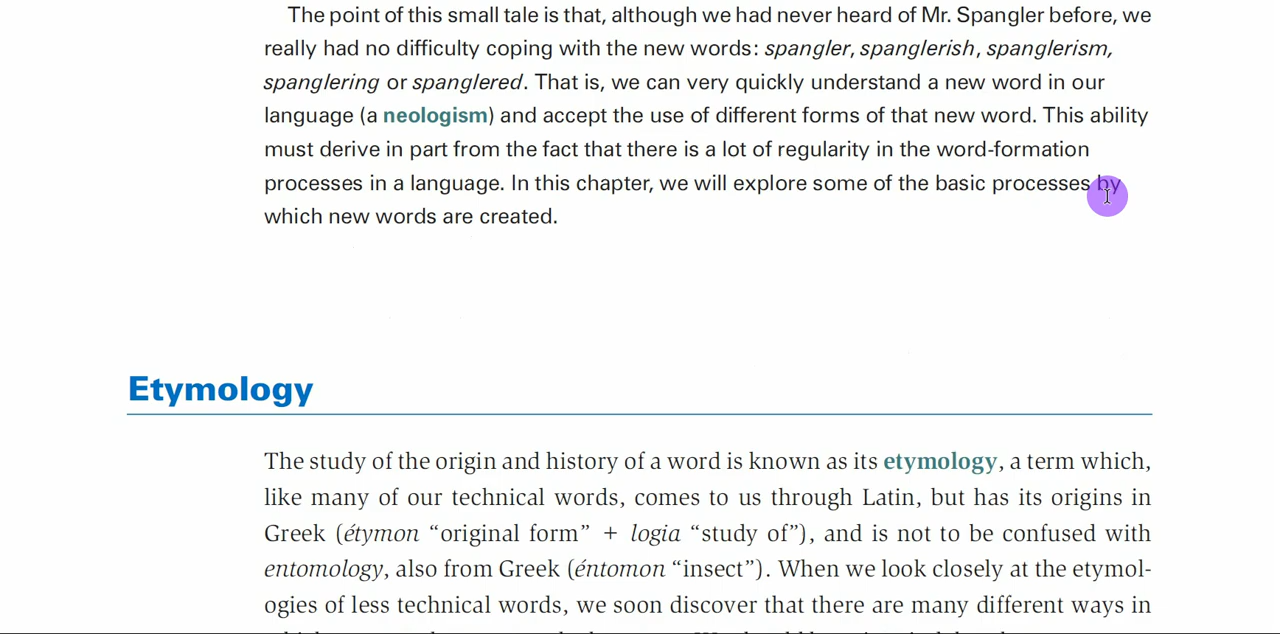 The point of this small tale is that, although we had never heard of Mr. Spangler before, we
really had no difficulty coping with the new words: spangler, spanglerish, spanglerism,
spanglering or spanglered. That is, we can very quickly understand a new word in our
language (a neologism) and accept the use of different forms of that new word. This ability
must derive in part from the fact that there is a lot of regularity in the word-formation
processes in a language. In this chapter, we will explore some of the basic processes by
which new words are created.
Etymology
The study of the origin and history of a word is known as its etymology, a term which,
like many of our technical words, comes to us through Latin, but has its origins in
Greek (étymon “original form” + logia “study of”), and is not to be confused with
entomology, also from Greek (éntomon “insect”). When we look closely at the etymol-
ogies of less technical words, we soon discover that there are many different ways in